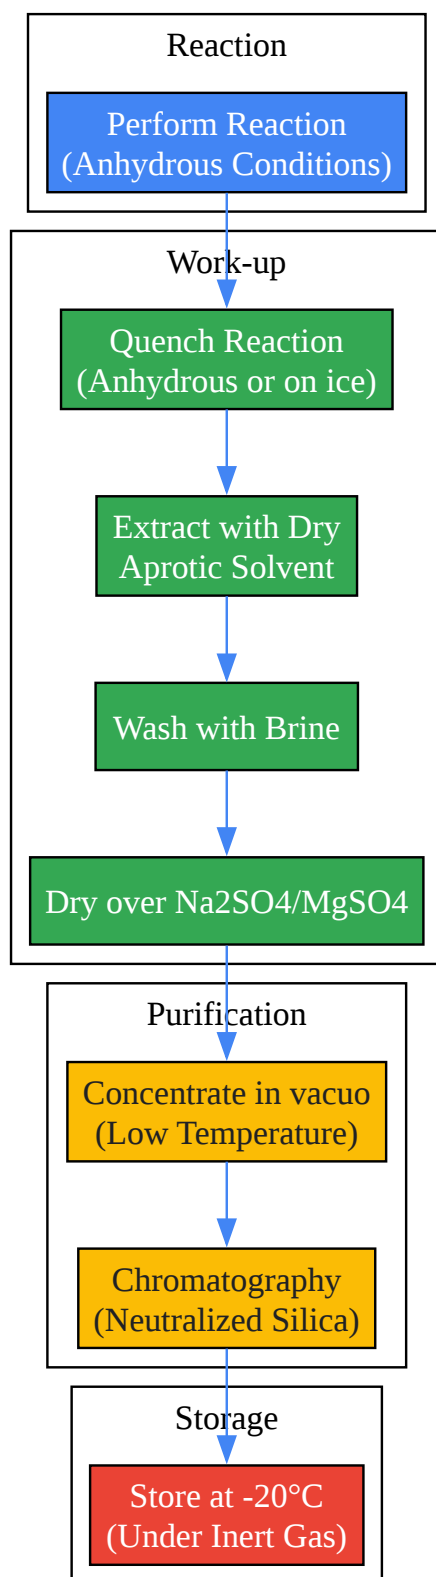 Reaction
Perform Reaction
(Anhydrous Conditions)
Work-up
Quench Reaction
(Anhydrous or on ice)
Extract with Dry
Aprotic Solvent
Wash with Brine
Dry over Na2SO4/MgSO4
Purification
Concentrate in vacuo
(Low Temperature)
Chromatography
(Neutralized Silica)
Storage
Store at -20°C
(Under Inert Gas)